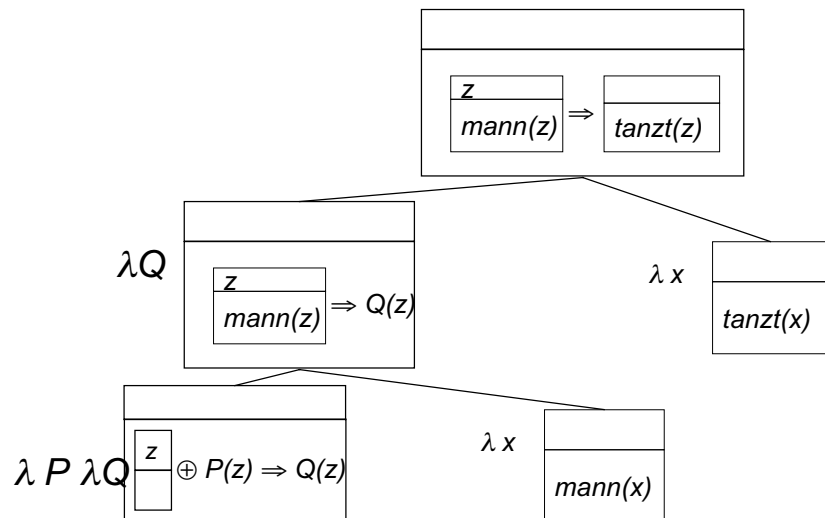 z
mann(z) ⇒ tanzt(z)
λQ
z
mann(z) ⇒ Q(z)
λ x
tanzt(x)
λ P λQ z ⊕ P(z) ⇒ Q(z)
λ x
mann(x)